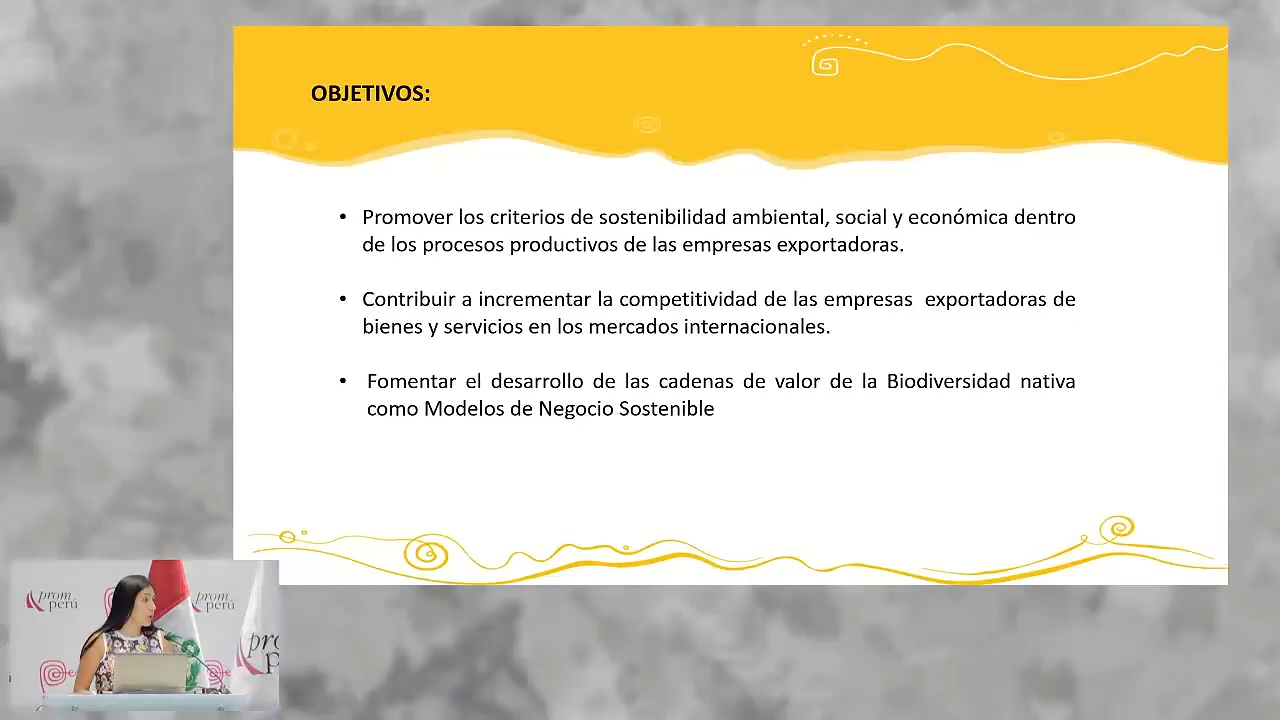 OBJETIVOS:
• Promover los criterios de sostenibilidad ambiental, social y económica dentro
de los procesos productivos de las empresas exportadoras.
• Contribuir a incrementar la competitividad de las empresas exportadoras de
bienes y servicios en los mercados internacionales.
• Fomentar el desarrollo de las cadenas de valor de la Biodiversidad nativa
como Modelos de Negocio Sostenible
prom
perú
prom
perú